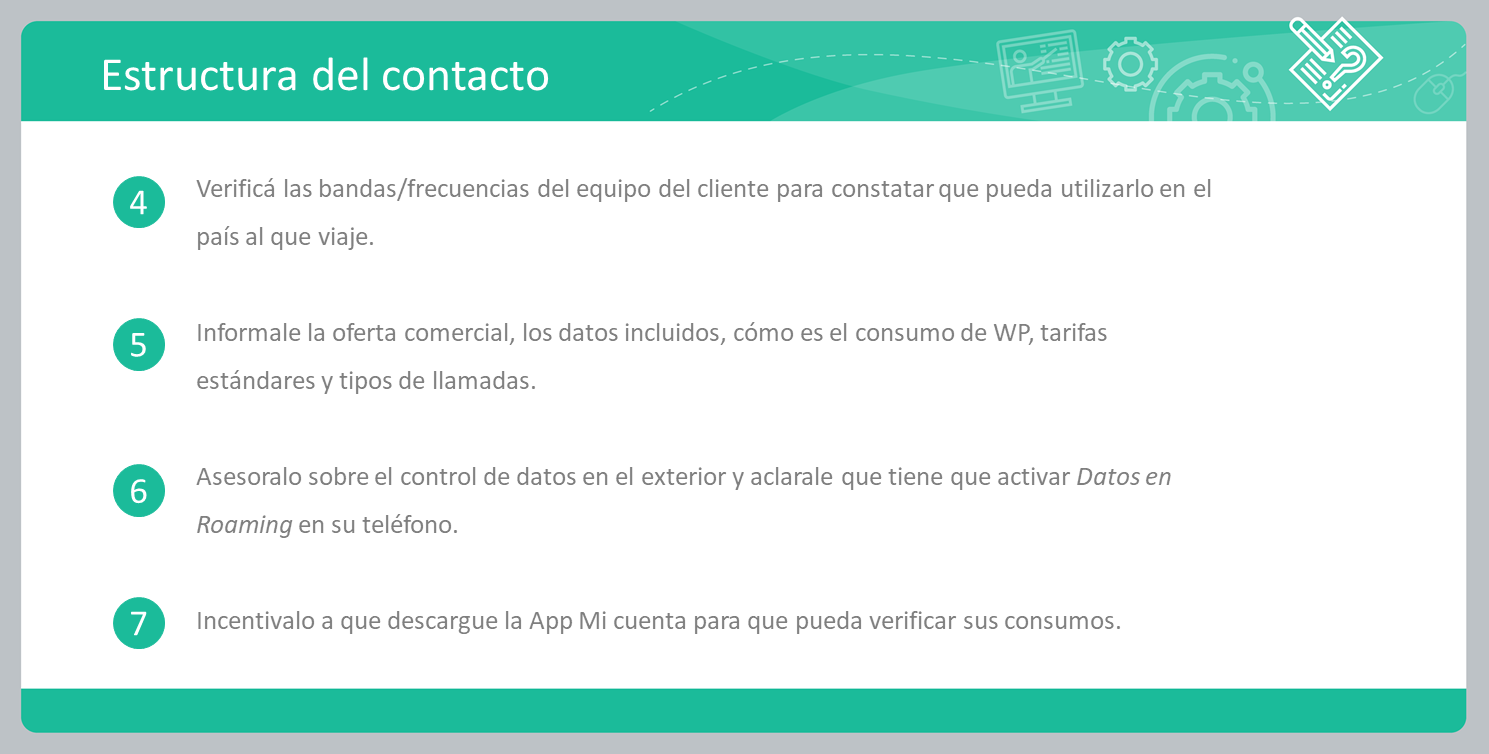 Estructura del contacto
4
Verificá las bandas/frecuencias del equipo del cliente para constatar que pueda utilizarlo en el
país al que viaje.
5
Informale la oferta comercial, los datos incluidos, cómo es el consumo de WP, tarifas
estándares y tipos de llamadas.
6
Asesoralo sobre el control de datos en el exterior y aclarale que tiene que activar Datos en
Roaming en su teléfono.
7
Incentivalo a que descargue la App Mi cuenta para que pueda verificar sus consumos.